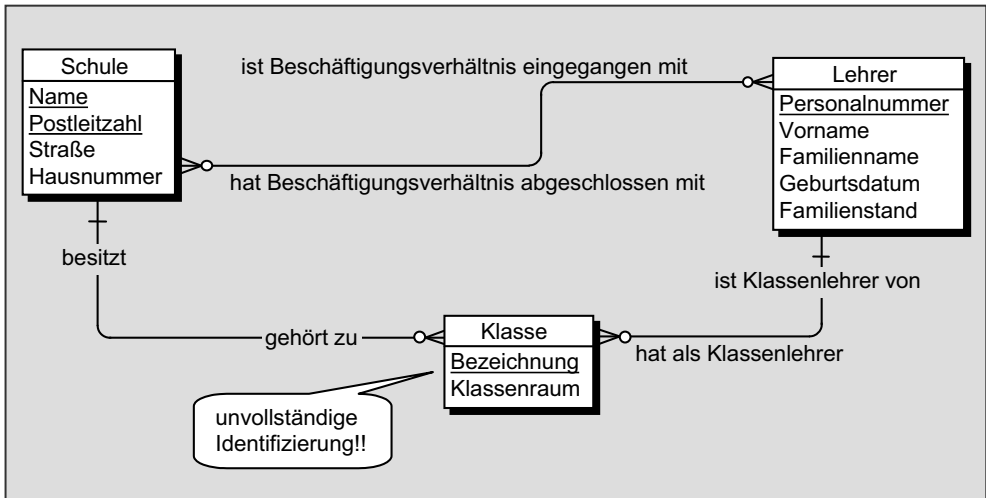 Schule
Name
Postleitzahl
Straße
Hausnummer
ist Beschäftigungsverhältnis eingegangen mit
hat Beschäftigungsverhältnis abgeschlossen mit
Lehrer
Personalnummer
Vorname
Familienname
Geburtsdatum
Familienstand
besitzt
gehört zu
ist Klassenlehrer von
hat als Klassenlehrer
Klasse
Bezeichnung
Klassenraum
unvollständige
Identifizierung!!